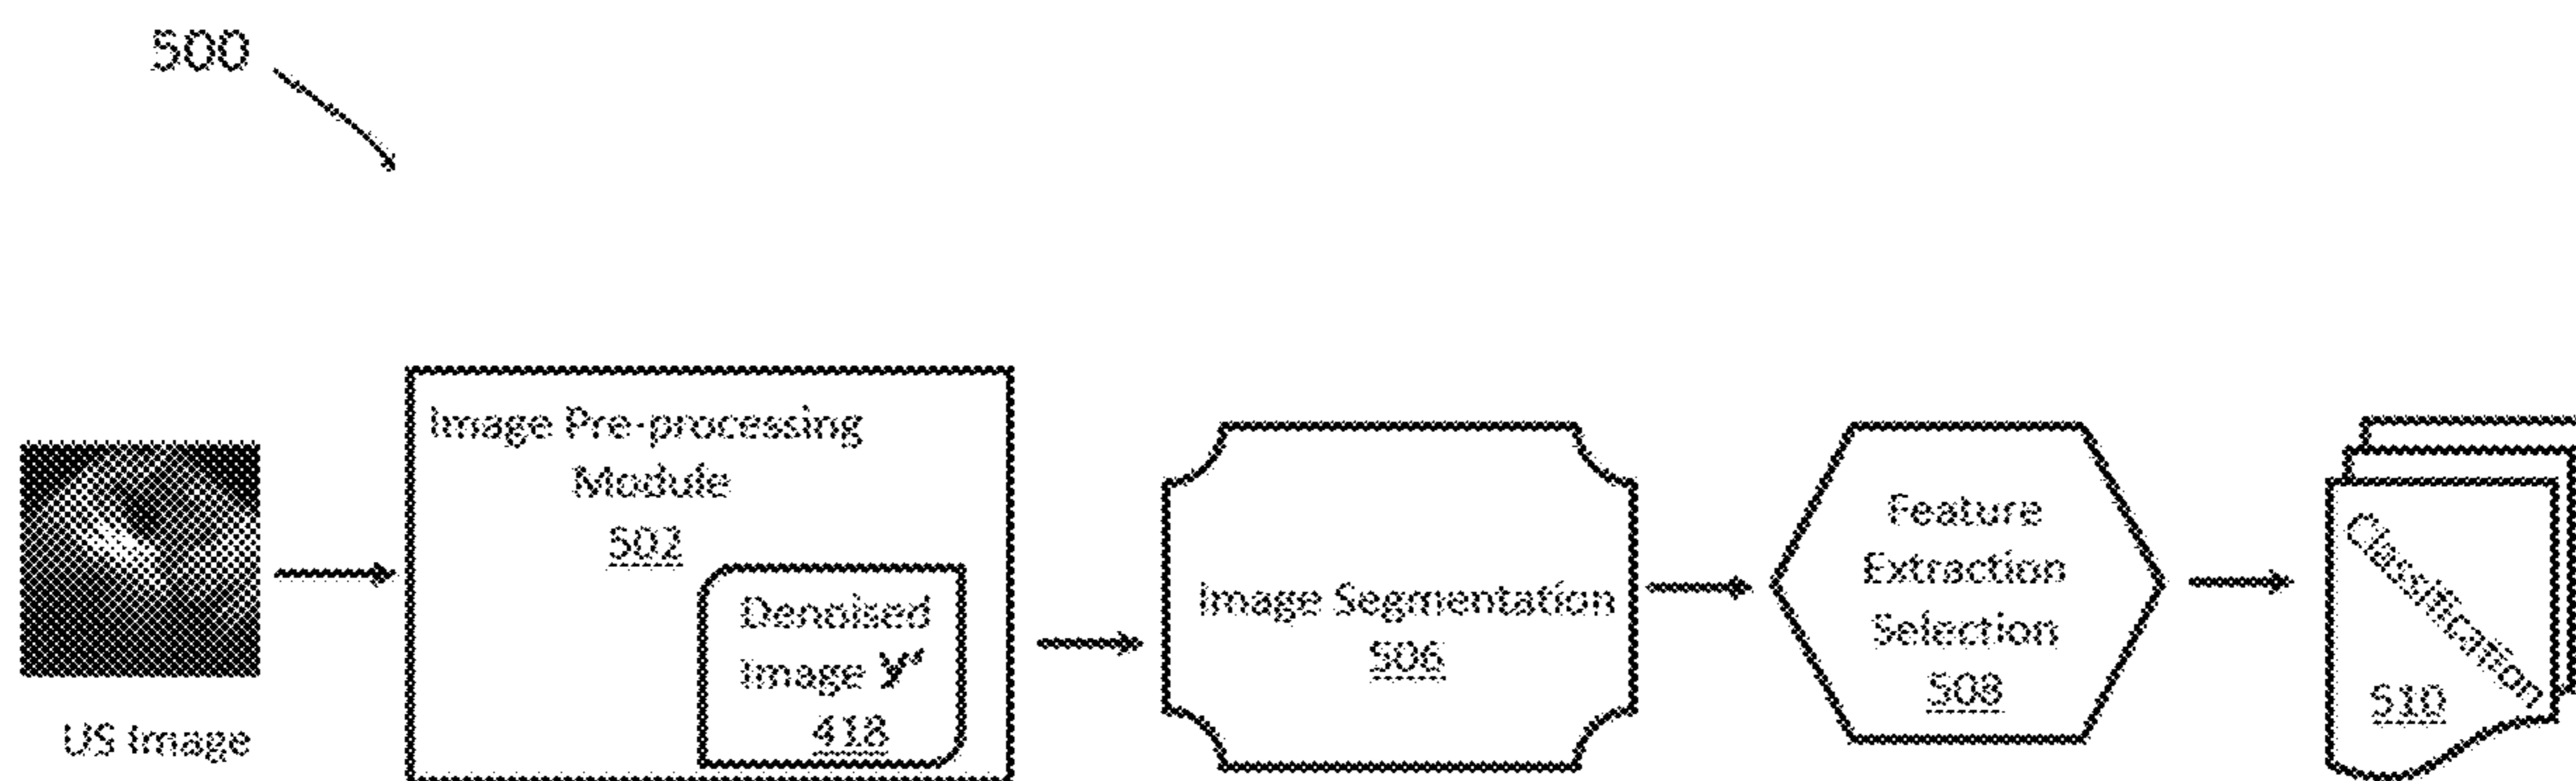 500
Image Pre-processing
Module
502
Denoised
Image y'
418
US Image
Image Segmentation
506
Feature
Extraction
Selection
508
Classification
510